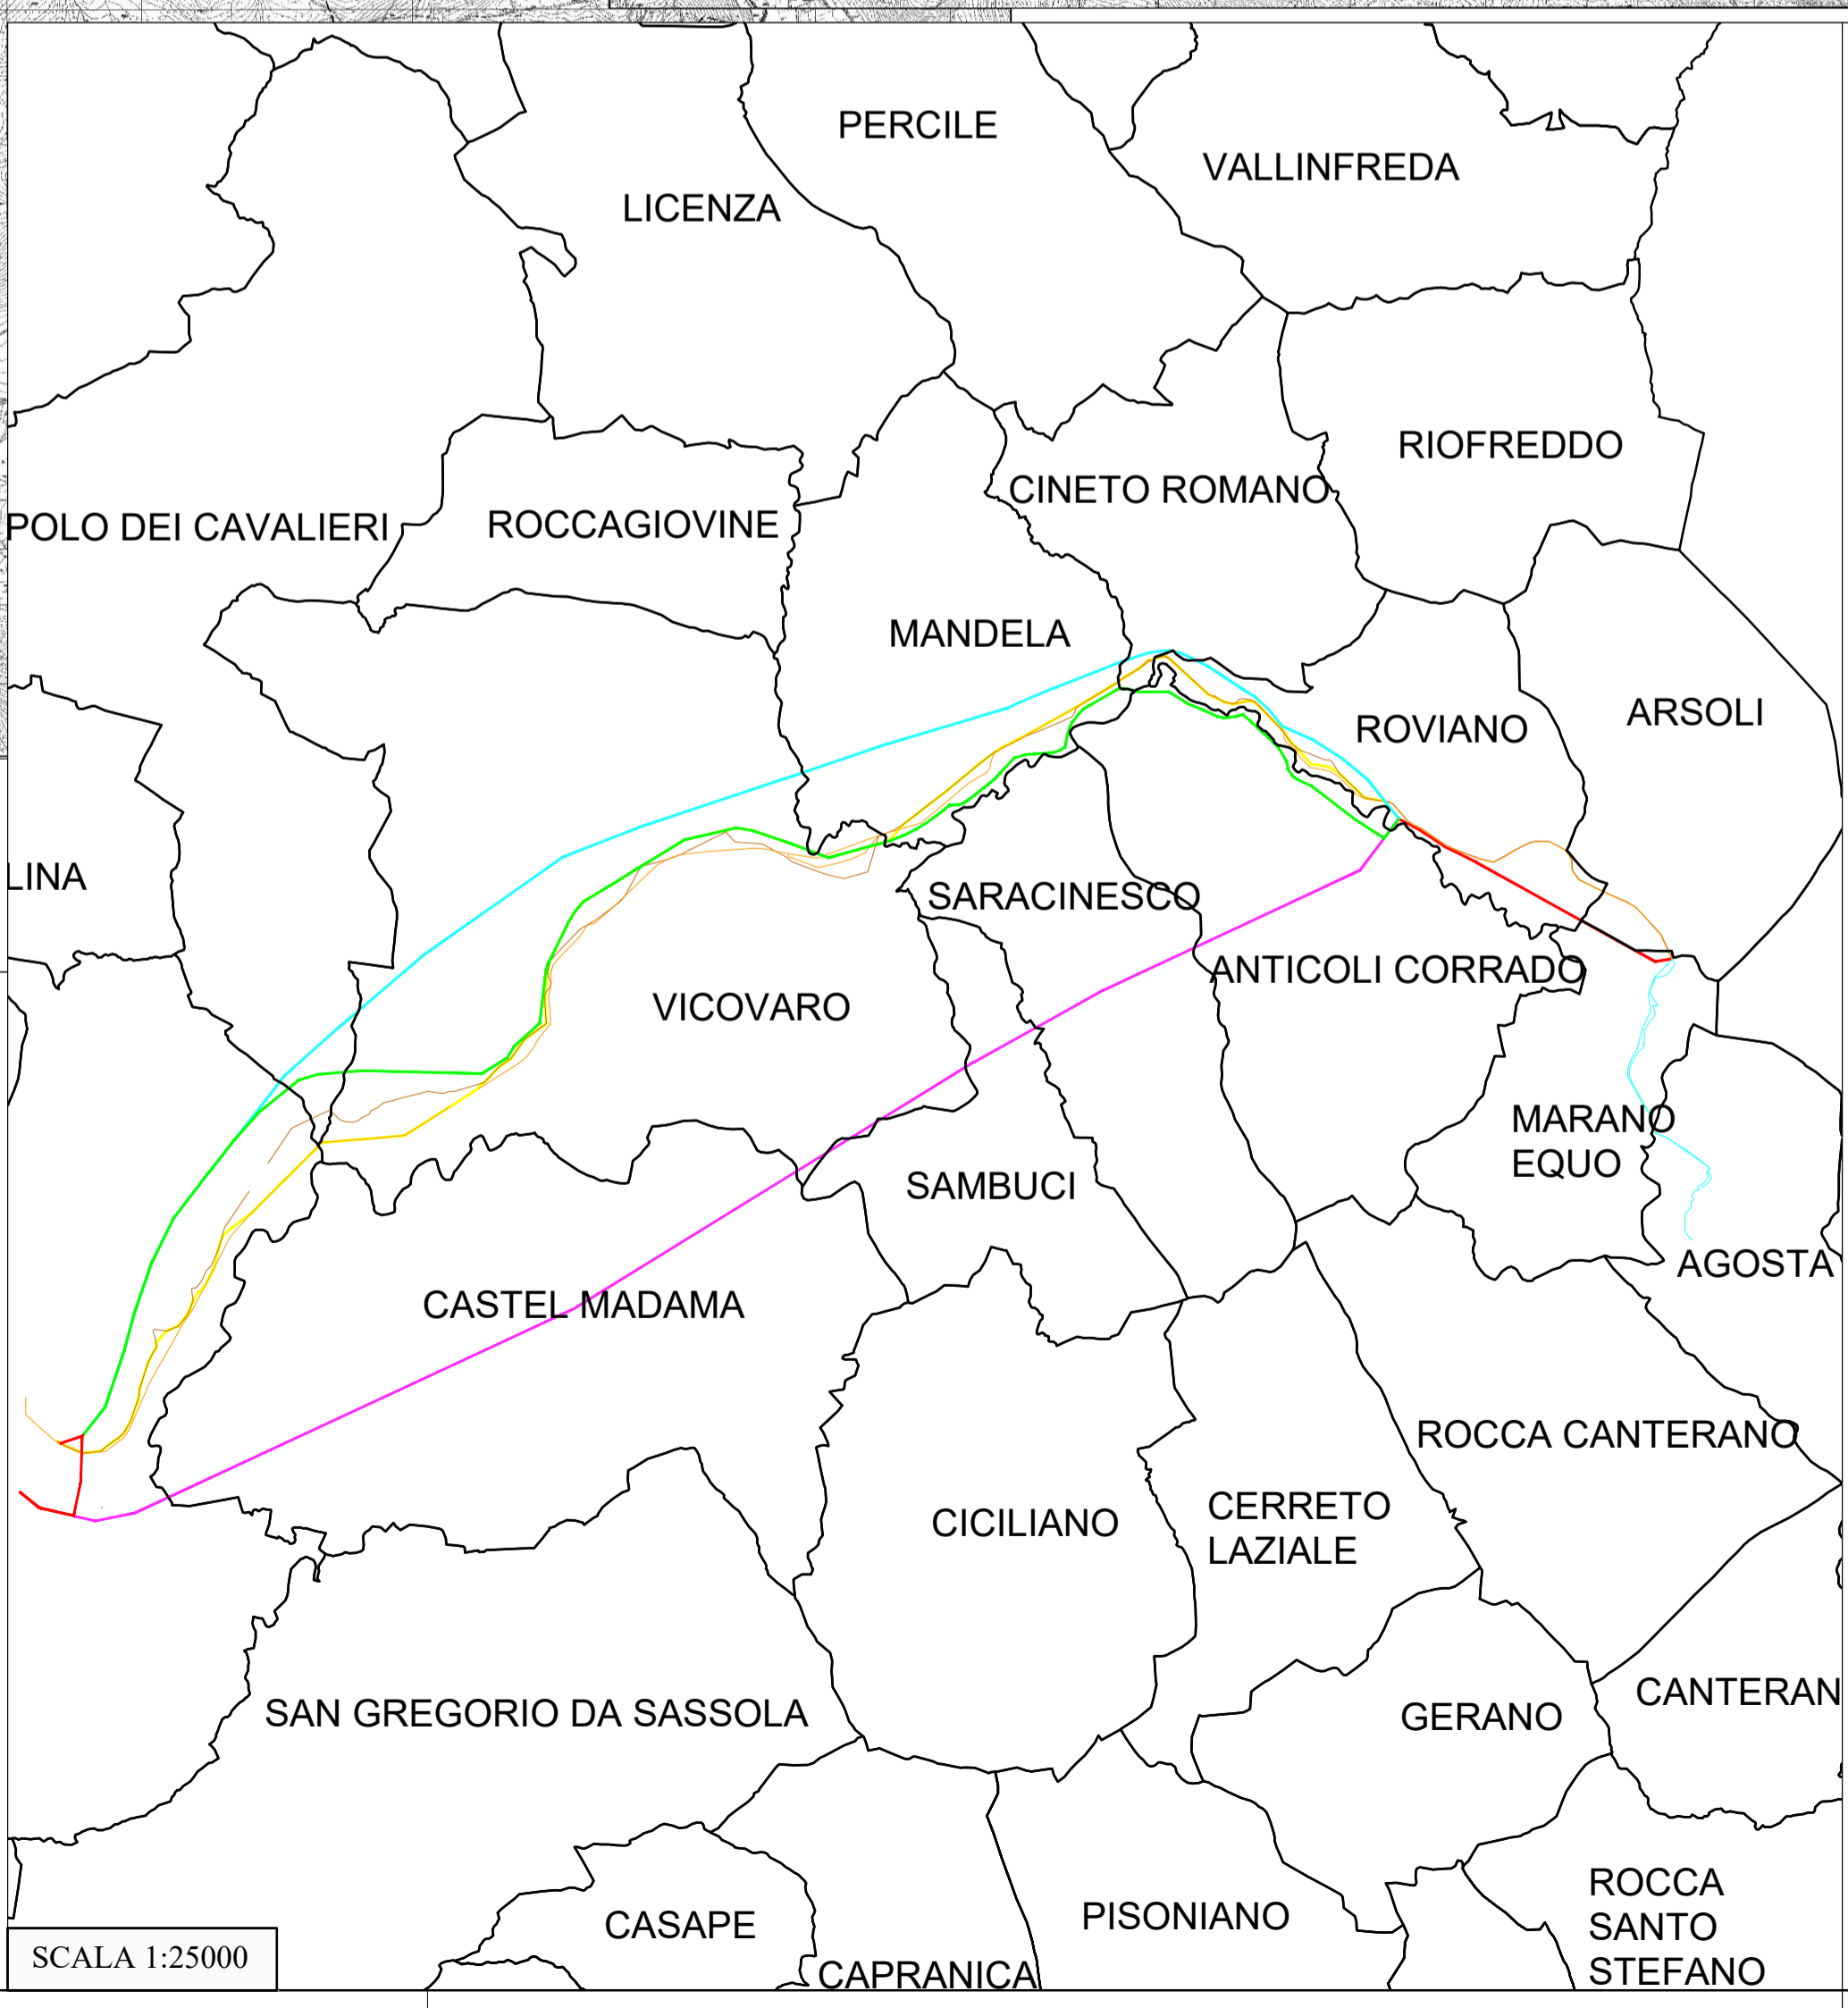 PERCILE
VALLINFREDA
LICENZA
RIOFREDDO
CINETO ROMANO
POLO DEI CAVALIERI
ROCCAGIOVINE
MANDELA
ARSOLI
ROVIANO
LINA
SARACINESCO
ANTICOLI CORRADO
VICOVARO
MARANO
EQUO
SAMBUCI
AGOSTA
CASTEL MADAMA
ROCCA CANTERANO
CICILIANO
CERRETO
LAZIALE
CANTERAN
SAN GREGORIO DA SASSOLA
GERANO
ROCCA
SANTO
STEFANO
PISONIANO
CASAPE
CAPRANICA
SCALA 1:25000